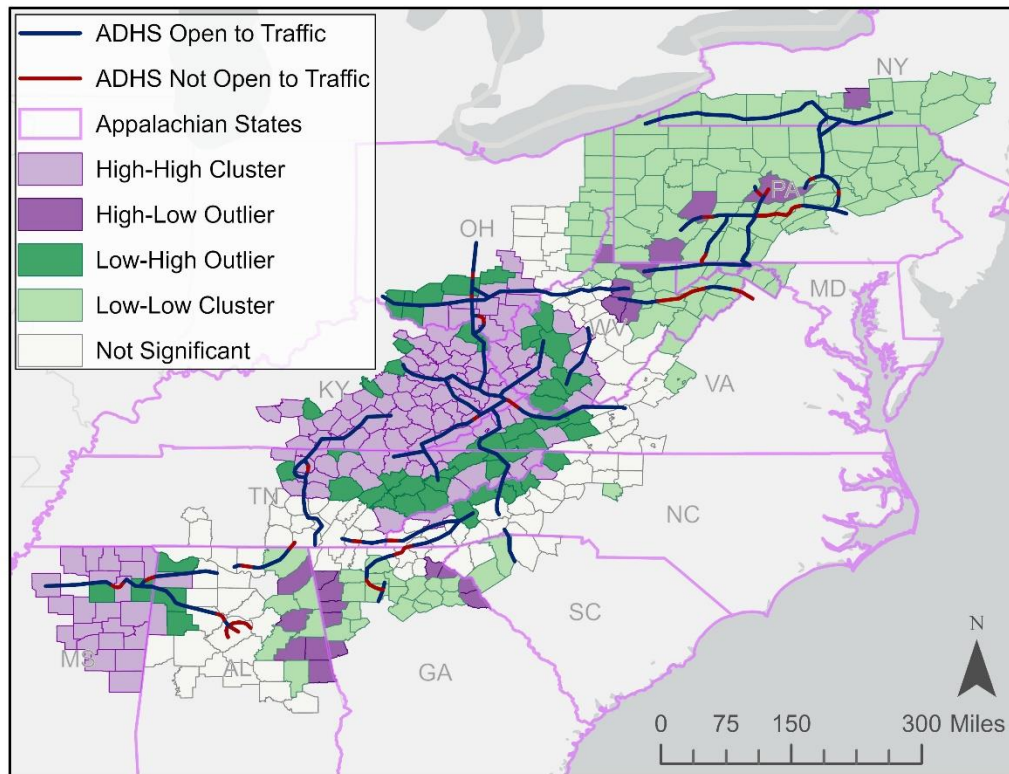 ADHS Open to Traffic
ADHS Not Open to Traffic
Appalachian States
High-High Cluster
High-Low Outlier
Low-High Outlier
Low-Low Cluster
Not Significant
NY
PA
OH
MD
WV
KY
VA
TN
NC
SC
MS
AL
GA
N
0 75 150 300 Miles